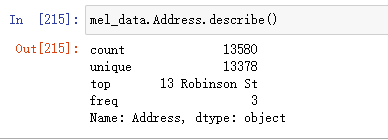 In [215]: mel_data.Address.describe()
Out[215]: count 13580
unique 13378
top 13 Robinson St
freq 3
Name: Address, dtype: object